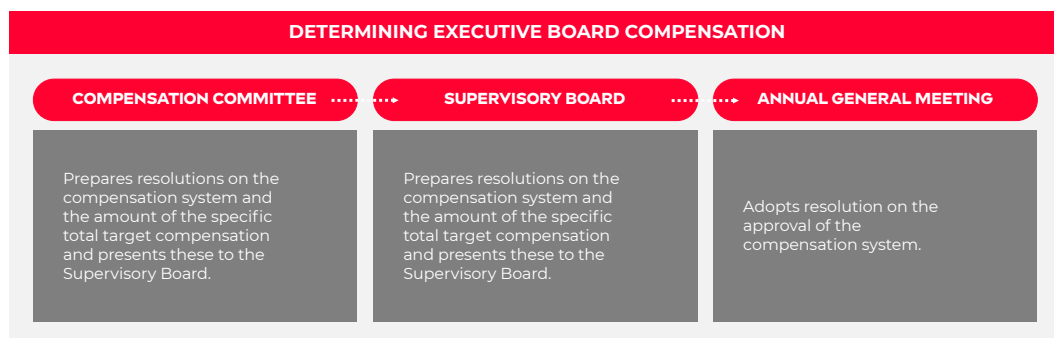 DETERMINING EXECUTIVE BOARD COMPENSATION
COMPENSATION COMMITTEE
Prepares resolutions on the
compensation system and
the amount of the specific
total target compensation
and presents these to the
Supervisory Board.
SUPERVISORY BOARD
Prepares resolutions on the
compensation system and
the amount of the specific
total target compensation
and presents these to the
Supervisory Board.
ANNUAL GENERAL MEETING
Adopts resolution on the
approval of the
compensation system.